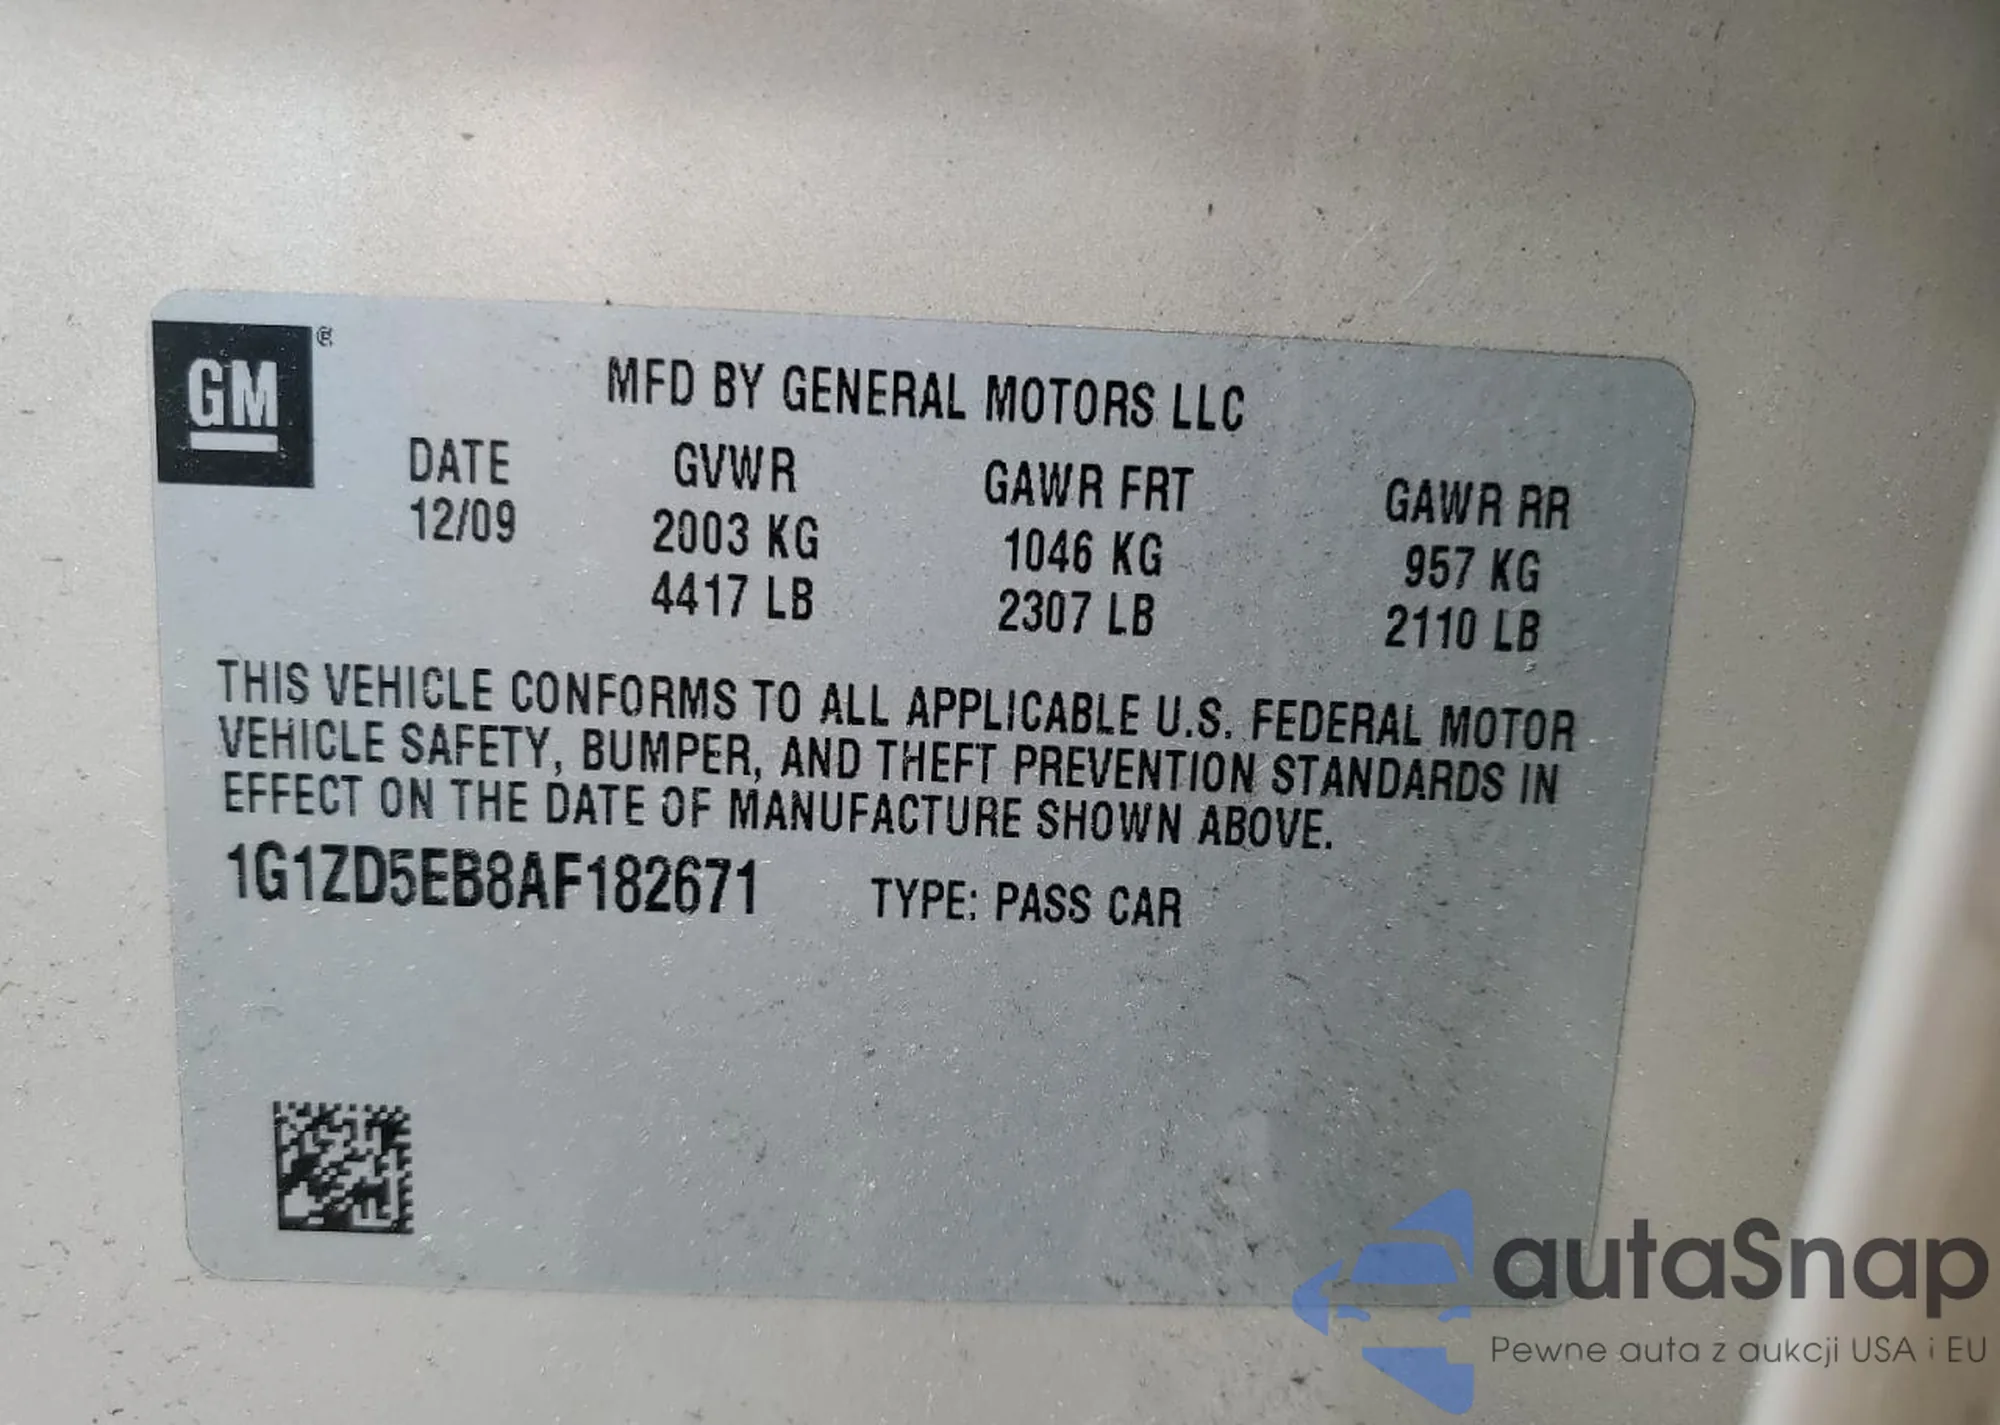 GM ®
MFD BY GENERAL MOTORS LLC
DATE GVWR GAWR FRT GAWR RR
12/09 2003 KG 1046 KG 957 KG
4417 LB 2307 LB 2110 LB
THIS VEHICLE CONFORMS TO ALL APPLICABLE U.S. FEDERAL MOTOR
VEHICLE SAFETY, BUMPER, AND THEFT PREVENTION STANDARDS IN
EFFECT ON THE DATE OF MANUFACTURE SHOWN ABOVE.
1G1ZD5EB8AF182671 TYPE: PASS CAR
autaSnap
Pewne auta z aukcji USA i EU